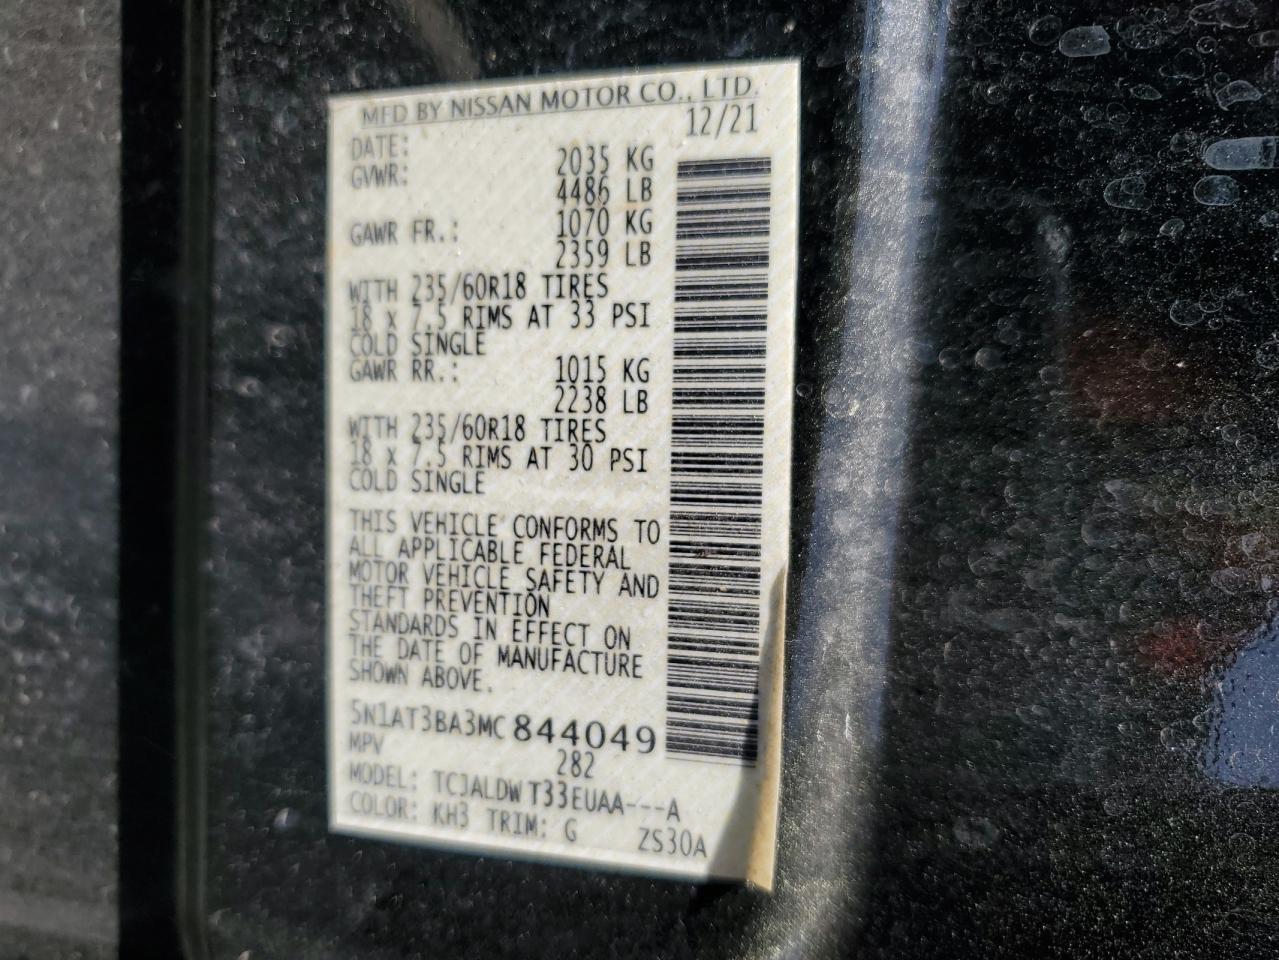 MFD BY NISSAN MOTOR CO., LTD.
DATE: 12/21
GVWR: 2035 KG
4486 LB
GAWR FR.: 1070 KG
2359 LB
WITH 235/60R18 TIRES
18 x 7.5 RIMS AT 33 PSI
COLD SINGLE
GAWR RR.: 1015 KG
2238 LB
WITH 235/60R18 TIRES
18 x 7.5 RIMS AT 30 PSI
COLD SINGLE
THIS VEHICLE CONFORMS TO
ALL APPLICABLE FEDERAL
MOTOR VEHICLE SAFETY AND
THEFT PREVENTION
STANDARDS IN EFFECT ON
THE DATE OF MANUFACTURE
SHOWN ABOVE.
5N1AT3BA3MC844049
MPV 282
MODEL: TCJALDWT33EUAA---A
COLOR: KH3 TRIM: G ZS30A